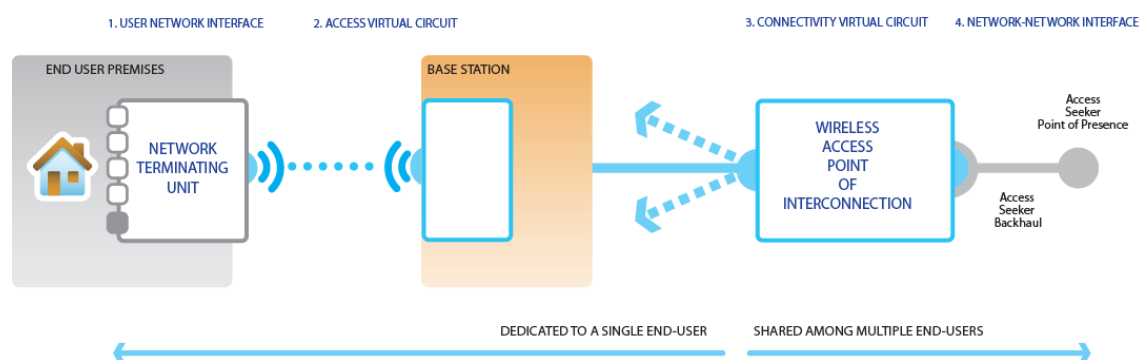 1. USER NETWORK INTERFACE
2. ACCESS VIRTUAL CIRCUIT
3. CONNECTIVITY VIRTUAL CIRCUIT
4. NETWORK-NETWORK INTERFACE
END USER PREMISES
BASE STATION
NETWORK
TERMINATING
UNIT
WIRELESS
ACCESS
POINT
OF
INTERCONNECTION
Access
Seeker
Point of Presence
Access
Seeker
Backhaul
DEDICATED TO A SINGLE END-USER
SHARED AMONG MULTIPLE END-USERS